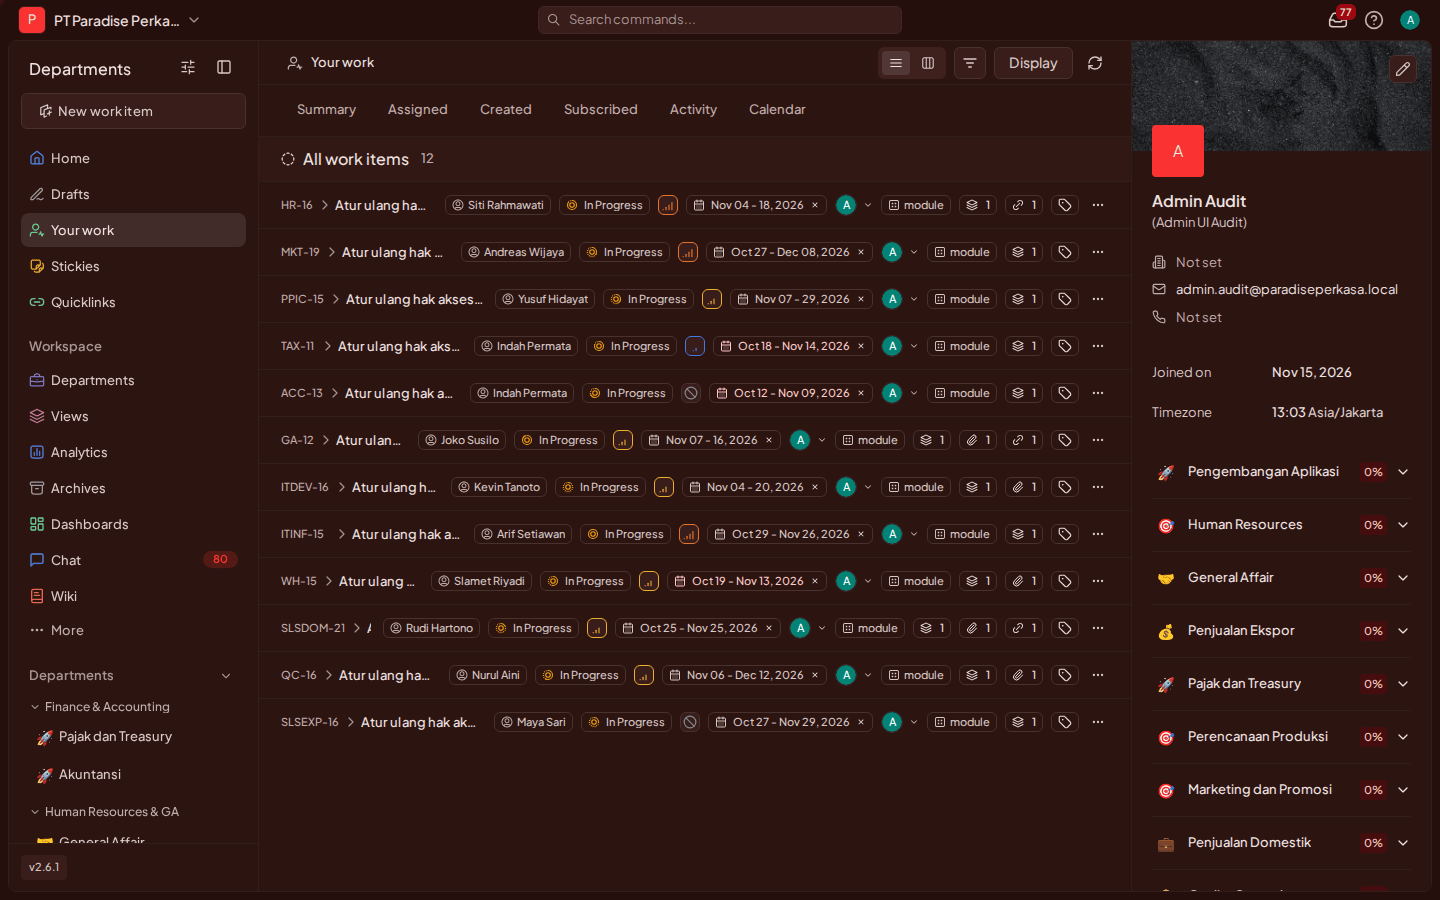 P PT Paradise Perka...
Search commands...
77
A
Departments
New work item
Home
Drafts
Your work
Stickies
Quicklinks
Workspace
Departments
Views
Analytics
Archives
Dashboards
Chat 80
Wiki
More
Departments
Finance & Accounting
Pajak dan Treasury
Akuntansi
Human Resources & GA
General Affair
v2.6.1
Your work
Display
Summary Assigned Created Subscribed Activity Calendar
All work items 12
HR-16 Atur ulang ha... Siti Rahmawati In Progress Nov 04 - 18, 2026 A module 1 1
MKT-19 Atur ulang hak ... Andreas Wijaya In Progress Oct 27 - Dec 08, 2026 A module 1
PPIC-15 Atur ulang hak akses... Yusuf Hidayat In Progress Nov 07 - 29, 2026 A module 1
TAX-11 Atur ulang hak aks... Indah Permata In Progress Oct 18 - Nov 14, 2026 A module 1
ACC-13 Atur ulang hak a... Indah Permata In Progress Oct 12 - Nov 09, 2026 A module 1
GA-12 Atur ulan... Joko Susilo In Progress Nov 07 - 16, 2026 A module 1 1 1
ITDEV-16 Atur ulang h... Kevin Tanoto In Progress Nov 04 - 20, 2026 A module 1 1
ITINF-15 Atur ulang hak a... Arif Setiawan In Progress Oct 29 - Nov 26, 2026 A module 1
WH-15 Atur ulang ... Slamet Riyadi In Progress Oct 19 - Nov 13, 2026 A module 1 1
SLSDOM-21 Rudi Hartono In Progress Oct 25 - Nov 25, 2026 A module 1 1 1
QC-16 Atur ulang ha... Nurul Aini In Progress Nov 06 - Dec 12, 2026 A module 1 1
SLSEXP-16 Atur ulang hak ak... Maya Sari In Progress Oct 27 - Nov 29, 2026 A module 1
A
Admin Audit
(Admin UI Audit)
Not set
admin.audit@paradiseperkasa.local
Not set
Joined on Nov 15, 2026
Timezone 13:03 Asia/Jakarta
Pengembangan Aplikasi 0%
Human Resources 0%
General Affair 0%
Penjualan Ekspor 0%
Pajak dan Treasury 0%
Perencanaan Produksi 0%
Marketing dan Promosi 0%
Penjualan Domestik 0%